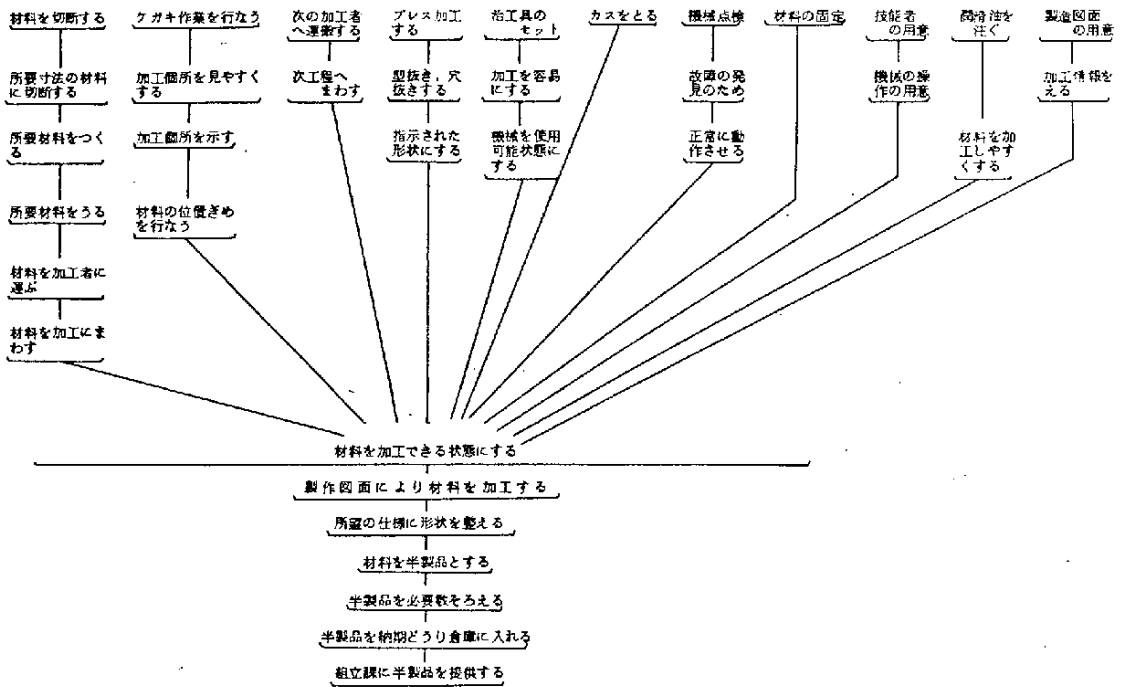 材料を切断する
所要寸法の材料
に切断する
所要材料をつく
る
所要材料をうる
材料を加工者に
運ぶ
材料を加工にま
わす
ケガキ作業を行なう
加工個所を見やすく
する
加工個所を示す
材料の位置ぎめ
を行なう
次の加工者
へ運搬する
次工程へ
まわす
プレス加工
する
型抜き,穴
抜きする
指示された
形状にする
治工具の
セット
加工を容易
にする
機械を使用
可能状態に
する
カスをとる
機械点検
故障の発
見のため
正常に動
作させる
材料の固定
技能者
の用意
機械の操
作の用意
潤滑油を
注ぐ
材料を加
工しやす
くする
製造図面
の用意
加工情報を
える
材料を加工できる状態にする
製作図面により材料を加工する
所望の仕様に形状を整える
材料を半製品とする
半製品を必要数そろえる
半製品を納期どうり倉庫に入れる
組立課に半製品を提供する